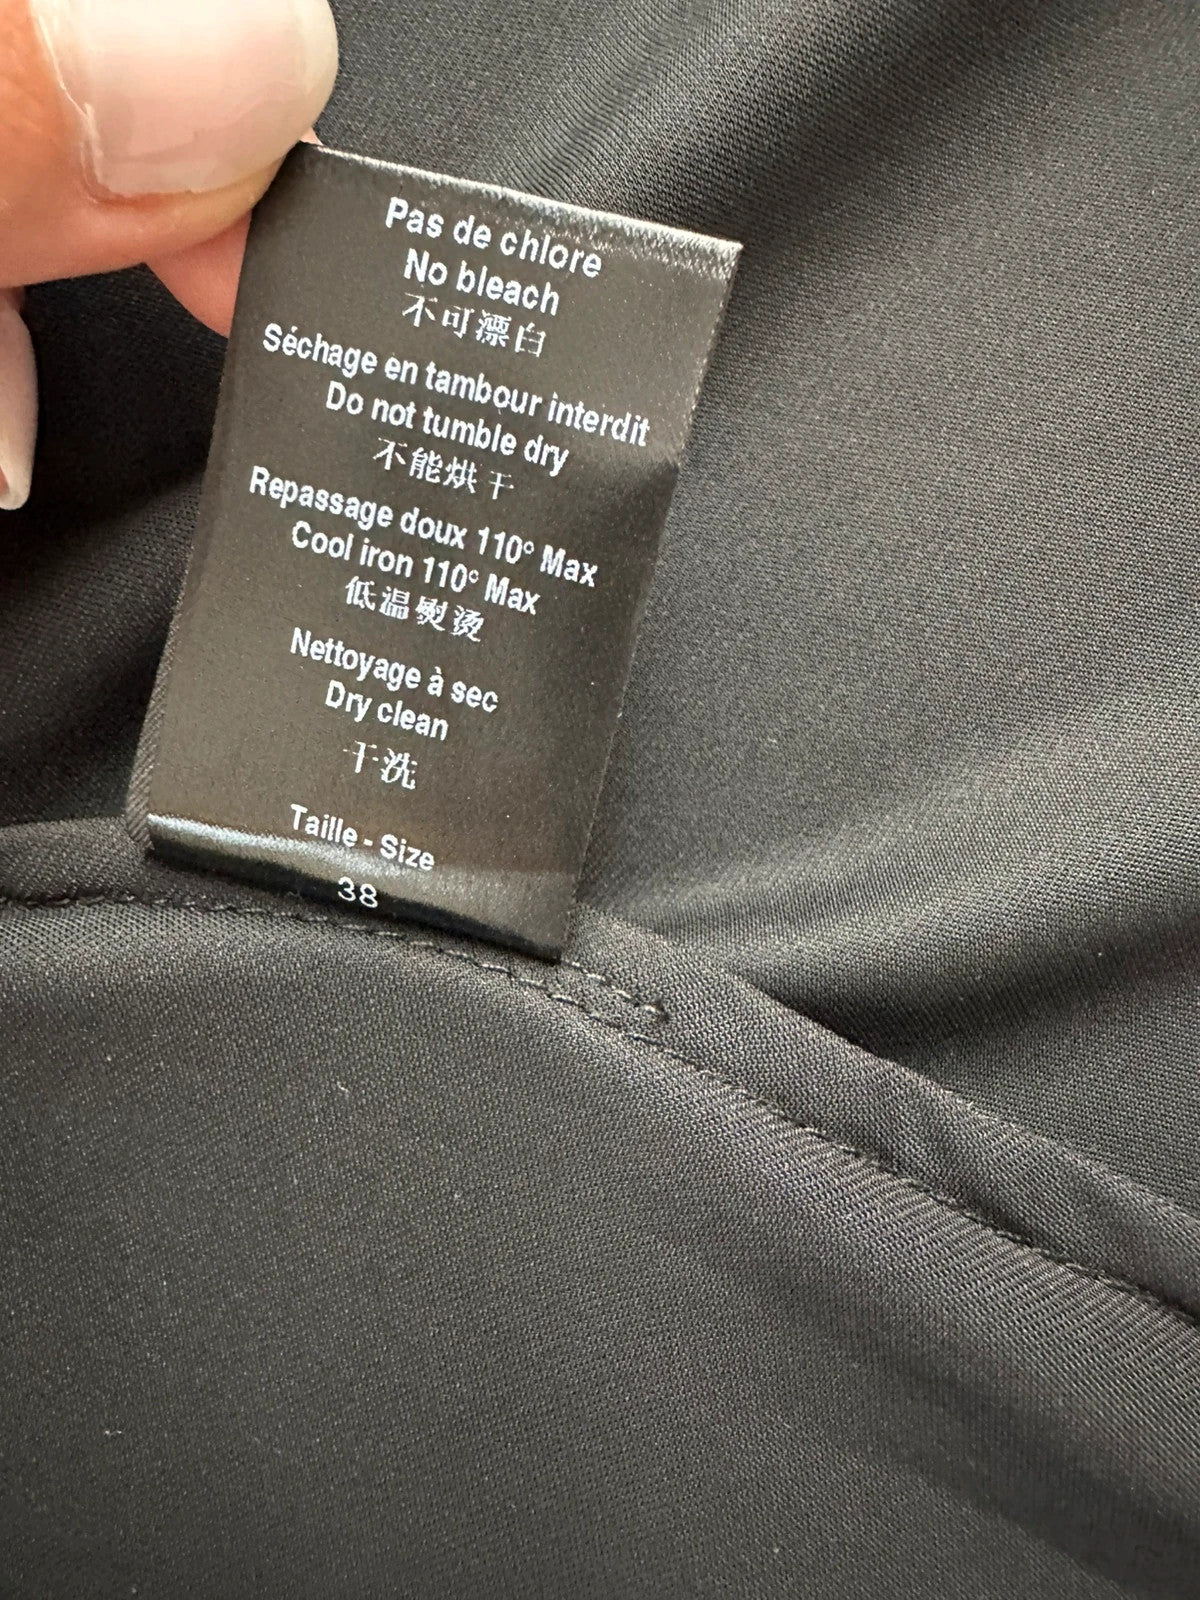 Pas de chlore
No bleach
不可漂白
Séchage en tambour interdit
Do not tumble dry
不能烘干
Repassage doux 110° Max
Cool iron 110° Max
低温熨烫
Nettoyage à sec
Dry clean
干洗
Taille - Size
38